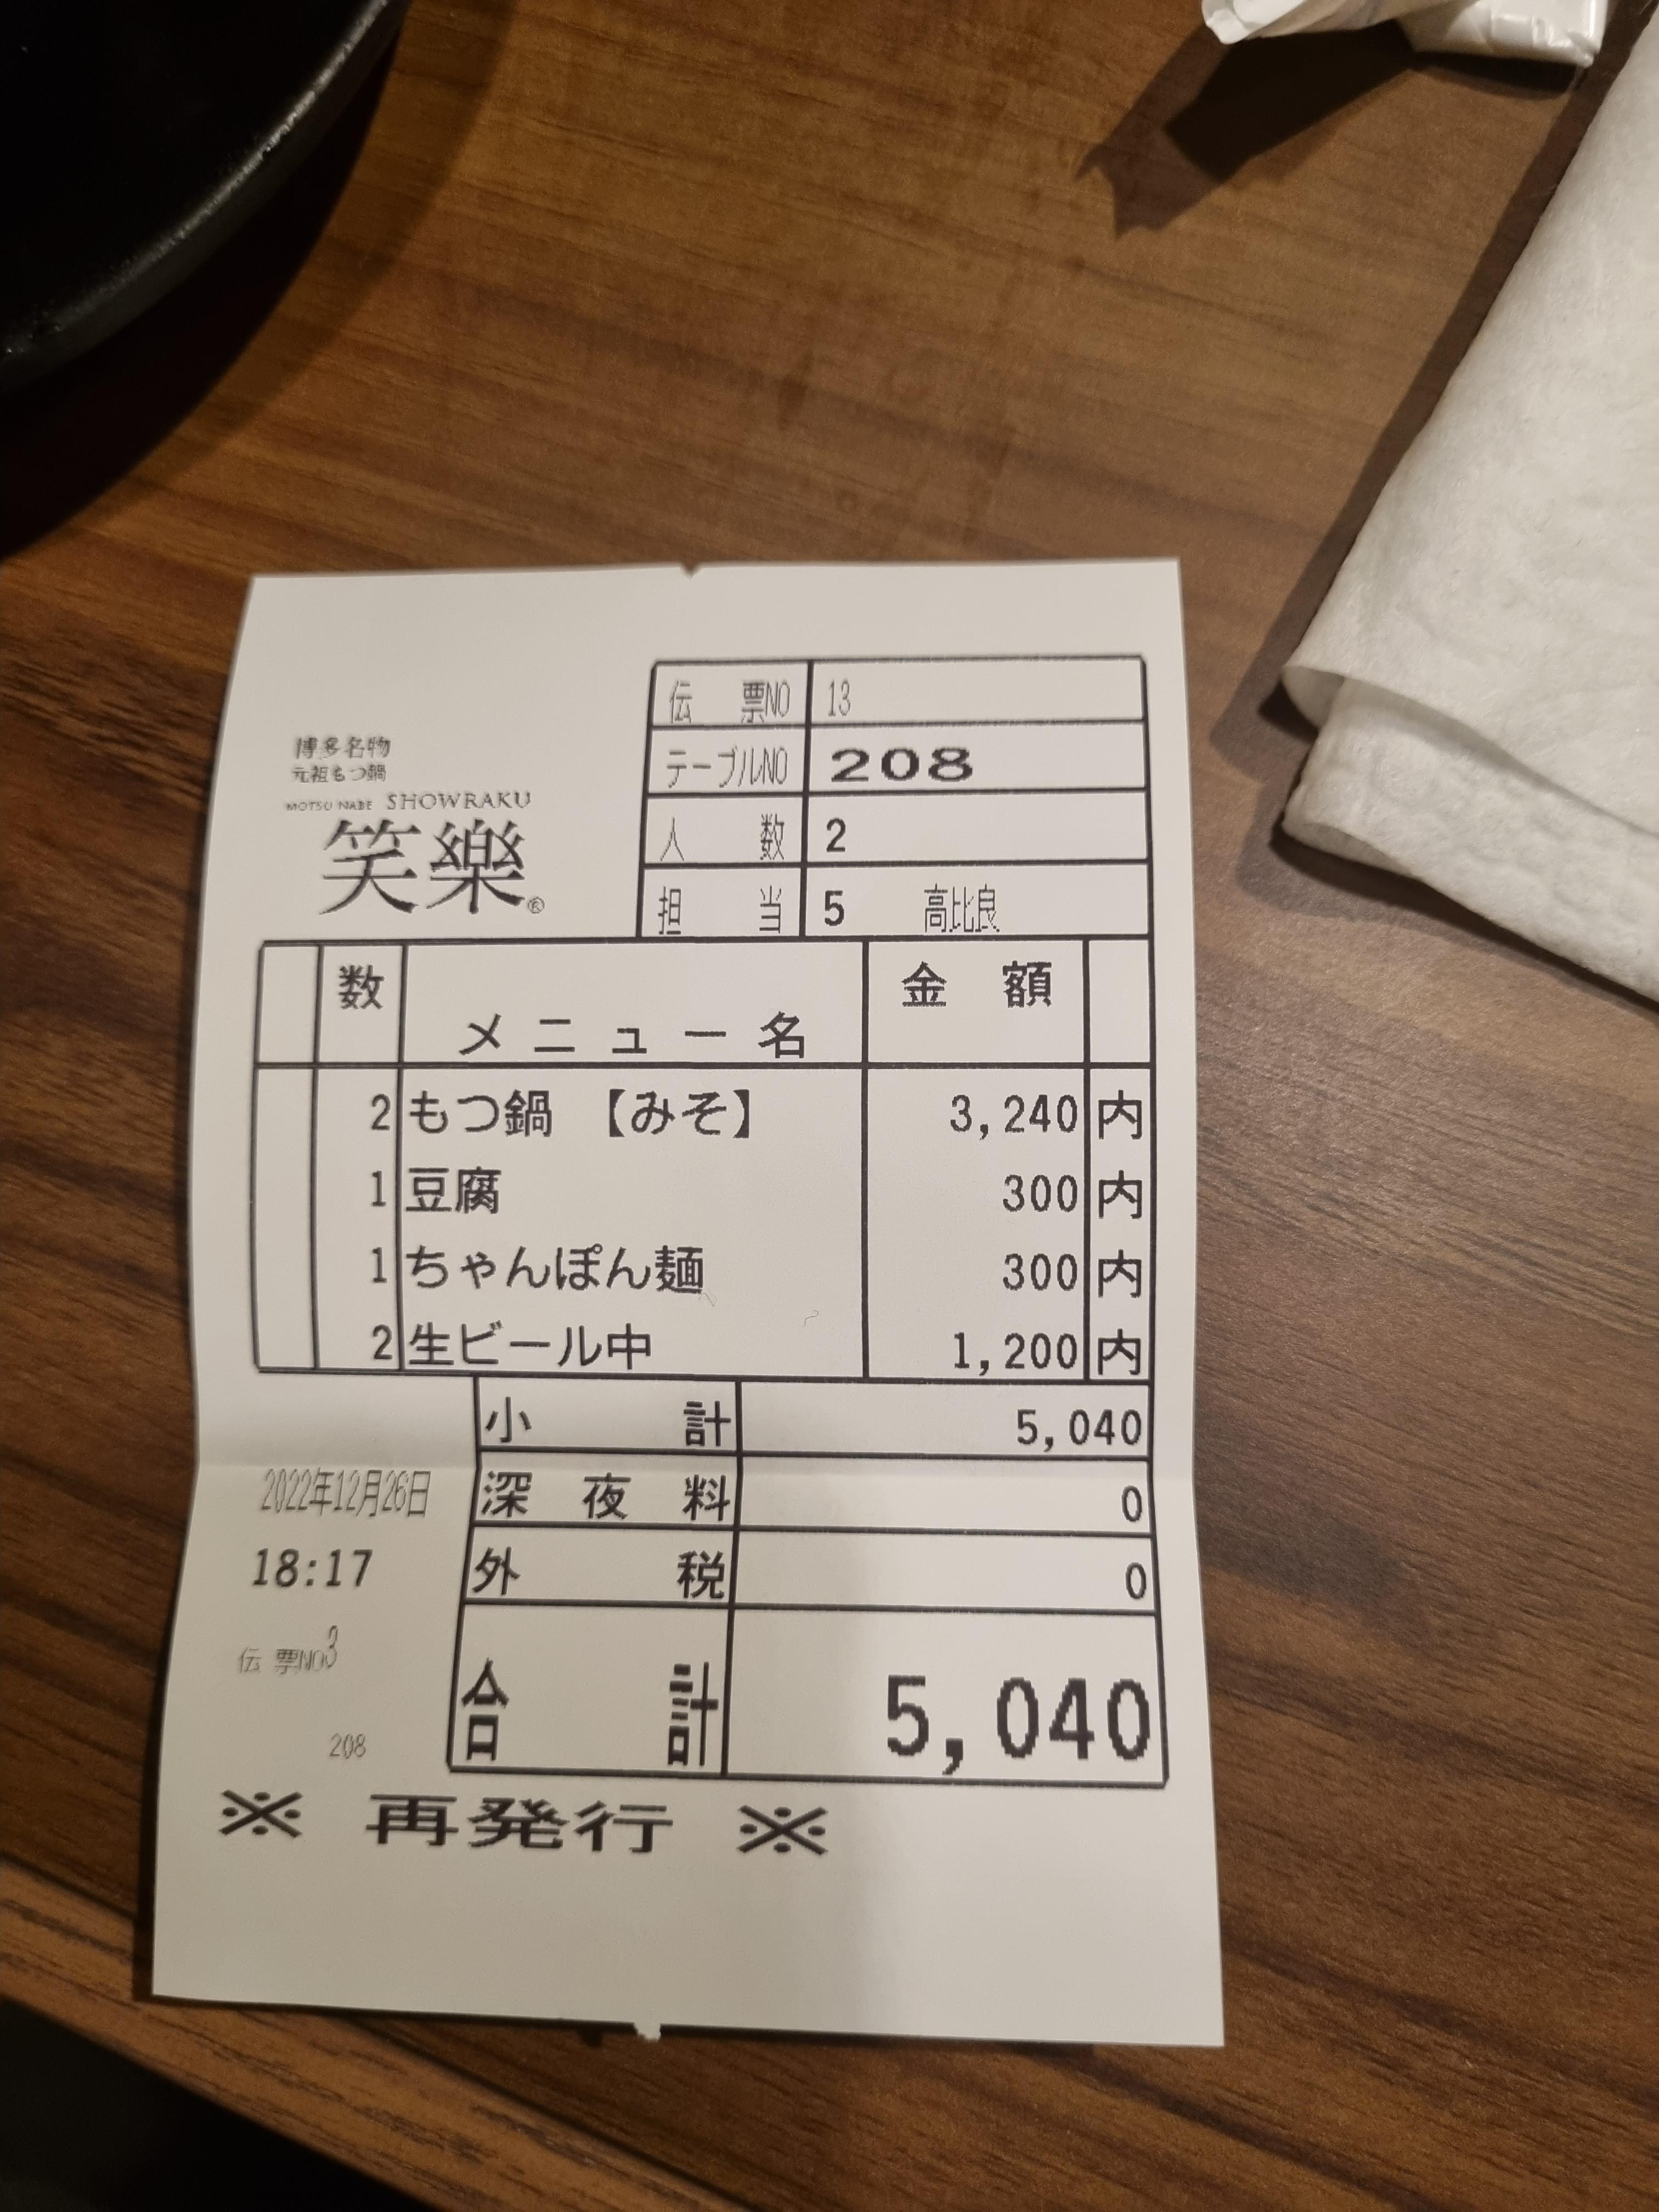 博多名物
元祖もつ鍋
MOTSU NABE SHOWRAKU
笑樂®
伝票NO 13
テーブルNO 208
人数 2
担当 5 高比良
数 メニュー名 金額
2 もつ鍋 【みそ】 3,240 内
1 豆腐 300 内
1 ちゃんぽん麺 300 内
2 生ビール中 1,200 内
小計 5,040
深夜料 0
外税 0
合計 5,040
2022年12月26日
18:17
伝票NO3
208
※ 再発行 ※